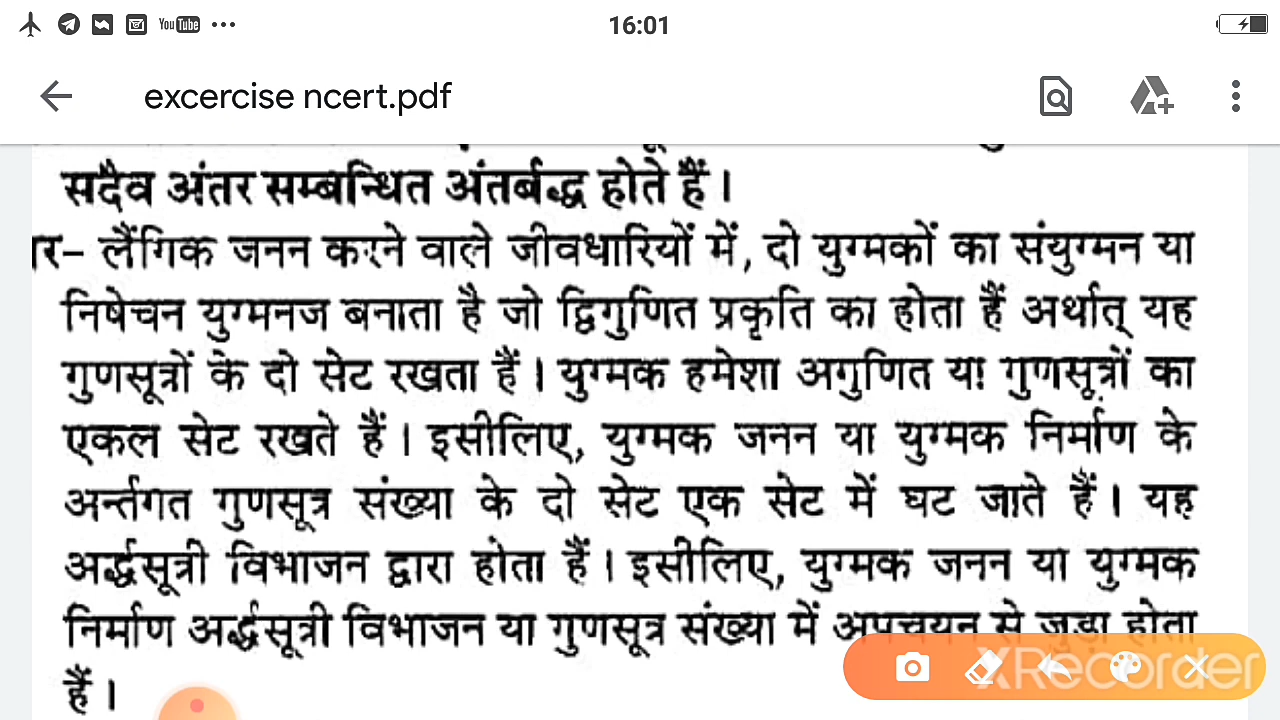 YouTube
16:01
excercise ncert.pdf
सदैव अंतर सम्बन्धित अंतर्बद्ध होते हैं।
र– लैंगिक जनन करने वाले जीवधारियों में, दो युग्मकों का संयुग्मन या
निषेचन युग्मनज बनाता है जो द्विगुणित प्रकृति का होता हैं अर्थात् यह
गुणसूत्रों के दो सेट रखता हैं। युग्मक हमेशा अगुणित या गुणसूत्रों का
एकल सेट रखते हैं। इसीलिए, युग्मक जनन या युग्मक निर्माण के
अर्न्तगत गुणसूत्र संख्या के दो सेट एक सेट में घट जाते हैं। यह
अर्द्धसूत्री विभाजन द्वारा होता हैं। इसीलिए, युग्मक जनन या युग्मक
निर्माण अर्द्धसूत्री विभाजन या गुणसूत्र संख्या में अपचयन से जुड़ा होता
हैं।
XRecorder